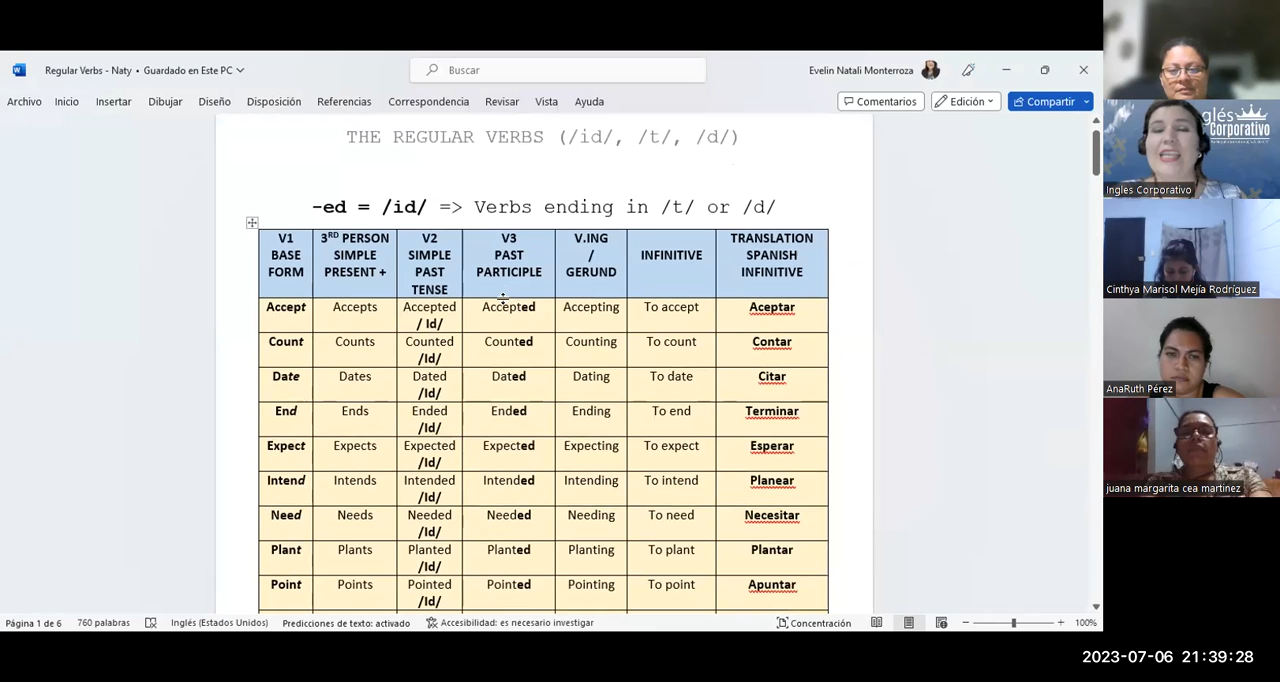 Regular Verbs - Naty • Guardado en Este PC
Buscar
Evelin Natali Monterroza
Archivo Inicio Insertar Dibujar Diseño Disposición Referencias Correspondencia Revisar Vista Ayuda
Comentarios Edición Compartir
THE REGULAR VERBS (/id/, /t/, /d/)
-ed = /id/ => Verbs ending in /t/ or /d/
V1 BASE FORM 3RD PERSON SIMPLE PRESENT + V2 SIMPLE PAST TENSE V3 PAST PARTICIPLE V.ING / GERUND INFINITIVE TRANSLATION SPANISH INFINITIVE
Accept Accepts Accepted / Id/ Accepted Accepting To accept Aceptar
Count Counts Counted /Id/ Counted Counting To count Contar
Date Dates Dated /Id/ Dated Dating To date Citar
End Ends Ended /Id/ Ended Ending To end Terminar
Expect Expects Expected /Id/ Expected Expecting To expect Esperar
Intend Intends Intended /Id/ Intended Intending To intend Planear
Need Needs Needed /Id/ Needed Needing To need Necesitar
Plant Plants Planted /Id/ Planted Planting To plant Plantar
Point Points Pointed /Id/ Pointed Pointing To point Apuntar
Página 1 de 6 760 palabras Inglés (Estados Unidos) Predicciones de texto: activado Accesibilidad: es necesario investigar Concentración 100%
glés
Corporativo
Ingles Corporativo
Cinthya Marisol Mejía Rodríguez
AnaRuth Pérez
juana margarita cea martinez
2023-07-06 21:39:28